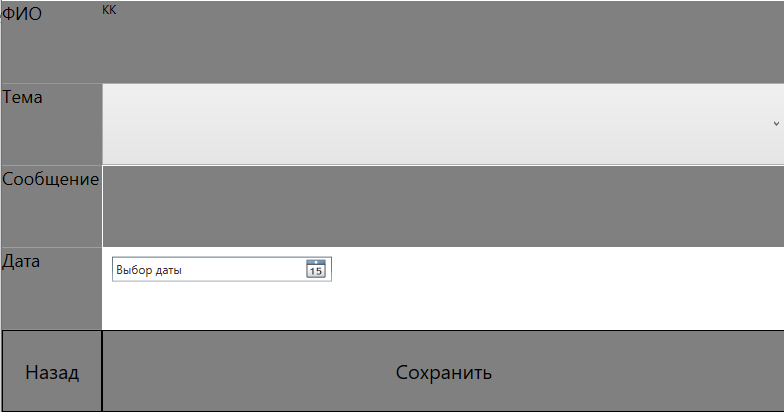 ФИО
КК
Тема
Сообщение
Дата
Выбор даты
15
Назад
Сохранить